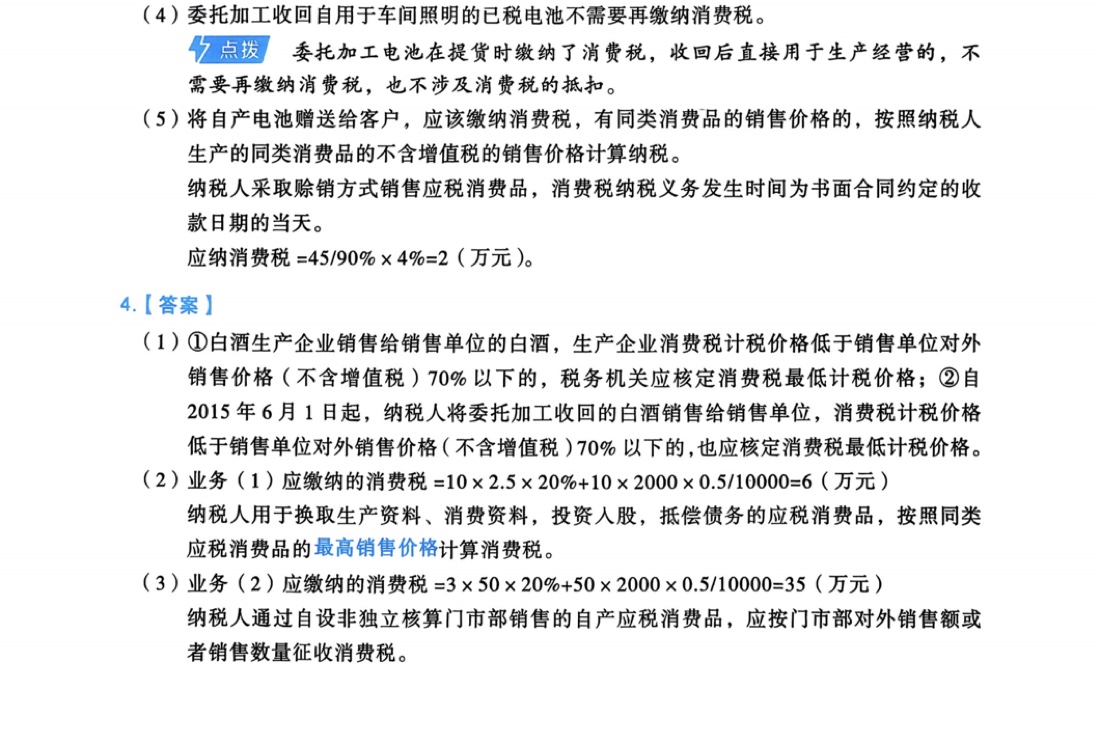 （4）委托加工收回自用于车间照明的已税电池不需要再缴纳消费税。
点拨 委托加工电池在提货时缴纳了消费税，收回后直接用于生产经营的，不
需要再缴纳消费税，也不涉及消费税的抵扣。
（5）将自产电池赠送给客户，应该缴纳消费税，有同类消费品的销售价格的，按照纳税人
生产的同类消费品的不含增值税的销售价格计算纳税。
纳税人采取赊销方式销售应税消费品，消费税纳税义务发生时间为书面合同约定的收
款日期的当天。
应纳消费税 =45/90% × 4%=2（万元）。
4.【答案】
（1）①白酒生产企业销售给销售单位的白酒，生产企业消费税计税价格低于销售单位对外
销售价格（不含增值税）70% 以下的，税务机关应核定消费税最低计税价格；②自
2015 年 6 月 1 日起，纳税人将委托加工收回的白酒销售给销售单位，消费税计税价格
低于销售单位对外销售价格（不含增值税）70% 以下的，也应核定消费税最低计税价格。
（2）业务（1）应缴纳的消费税 =10 × 2.5 × 20%+10 × 2000 × 0.5/10000=6（万元）
纳税人用于换取生产资料、消费资料，投资人股，抵偿债务的应税消费品，按照同类
应税消费品的最高销售价格计算消费税。
（3）业务（2）应缴纳的消费税 =3 × 50 × 20%+50 × 2000 × 0.5/10000=35（万元）
纳税人通过自设非独立核算门市部销售的自产应税消费品，应按门市部对外销售额或
者销售数量征收消费税。